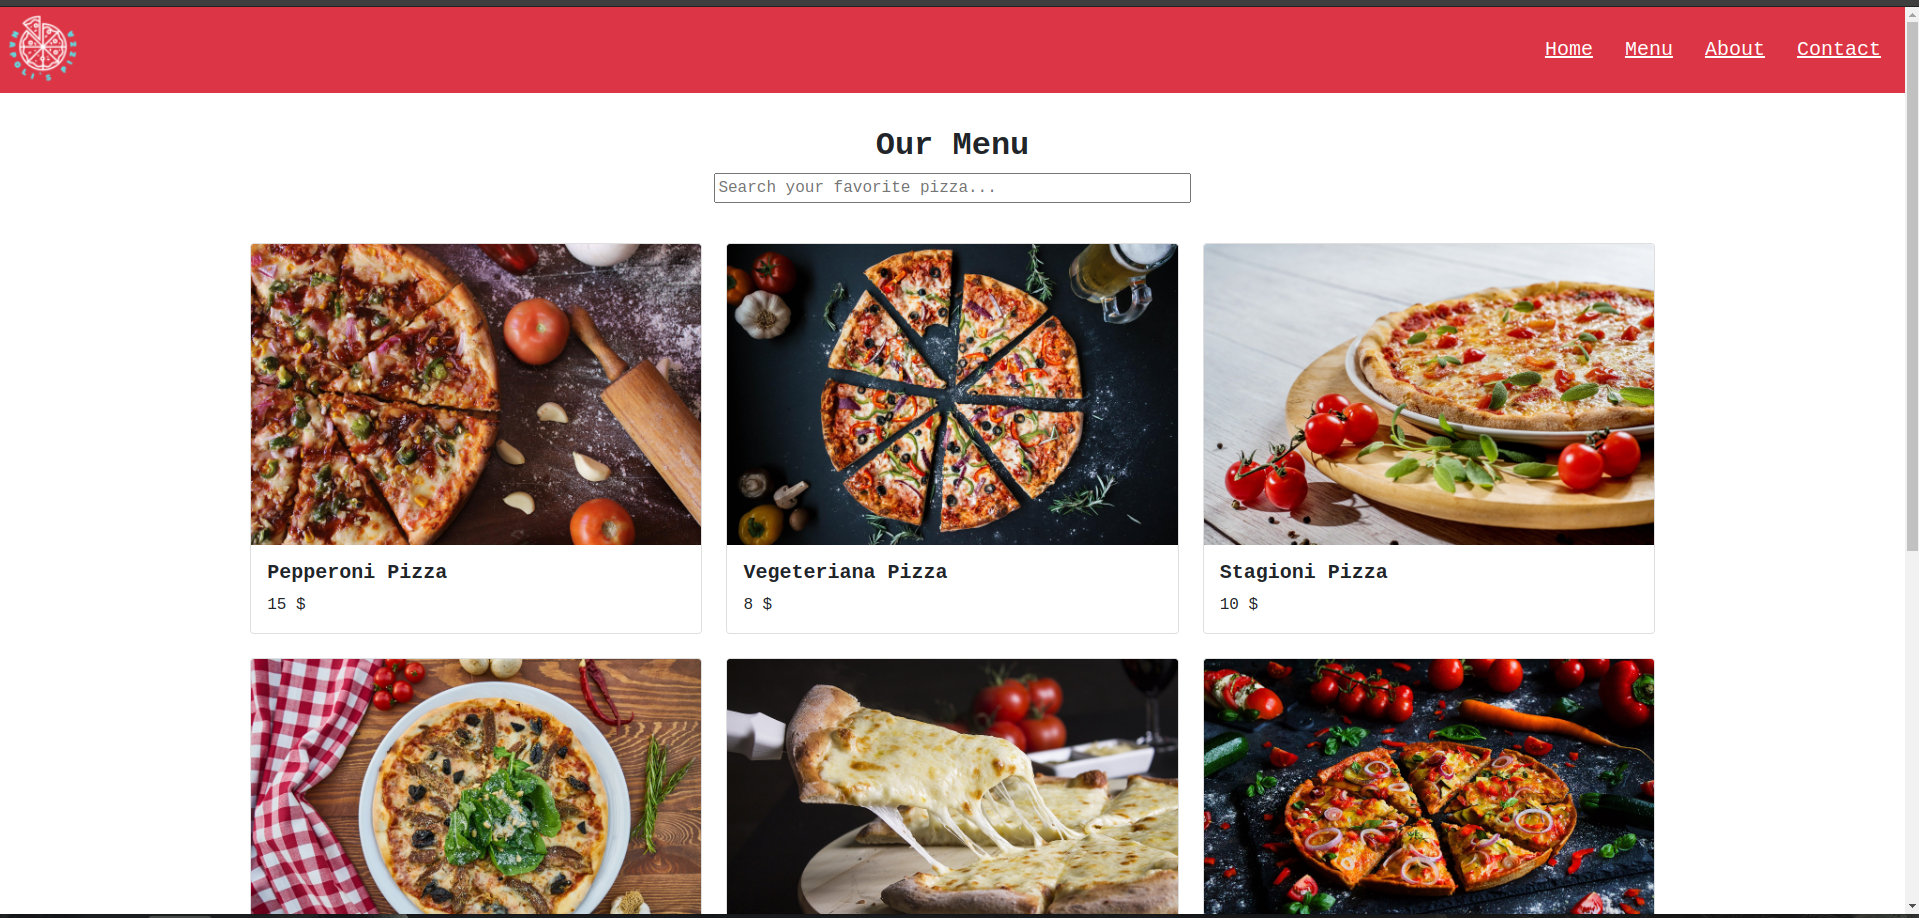 Home Menu About Contact
Our Menu
Search your favorite pizza...
Pepperoni Pizza
15 $
Vegeteriana Pizza
8 $
Stagioni Pizza
10 $